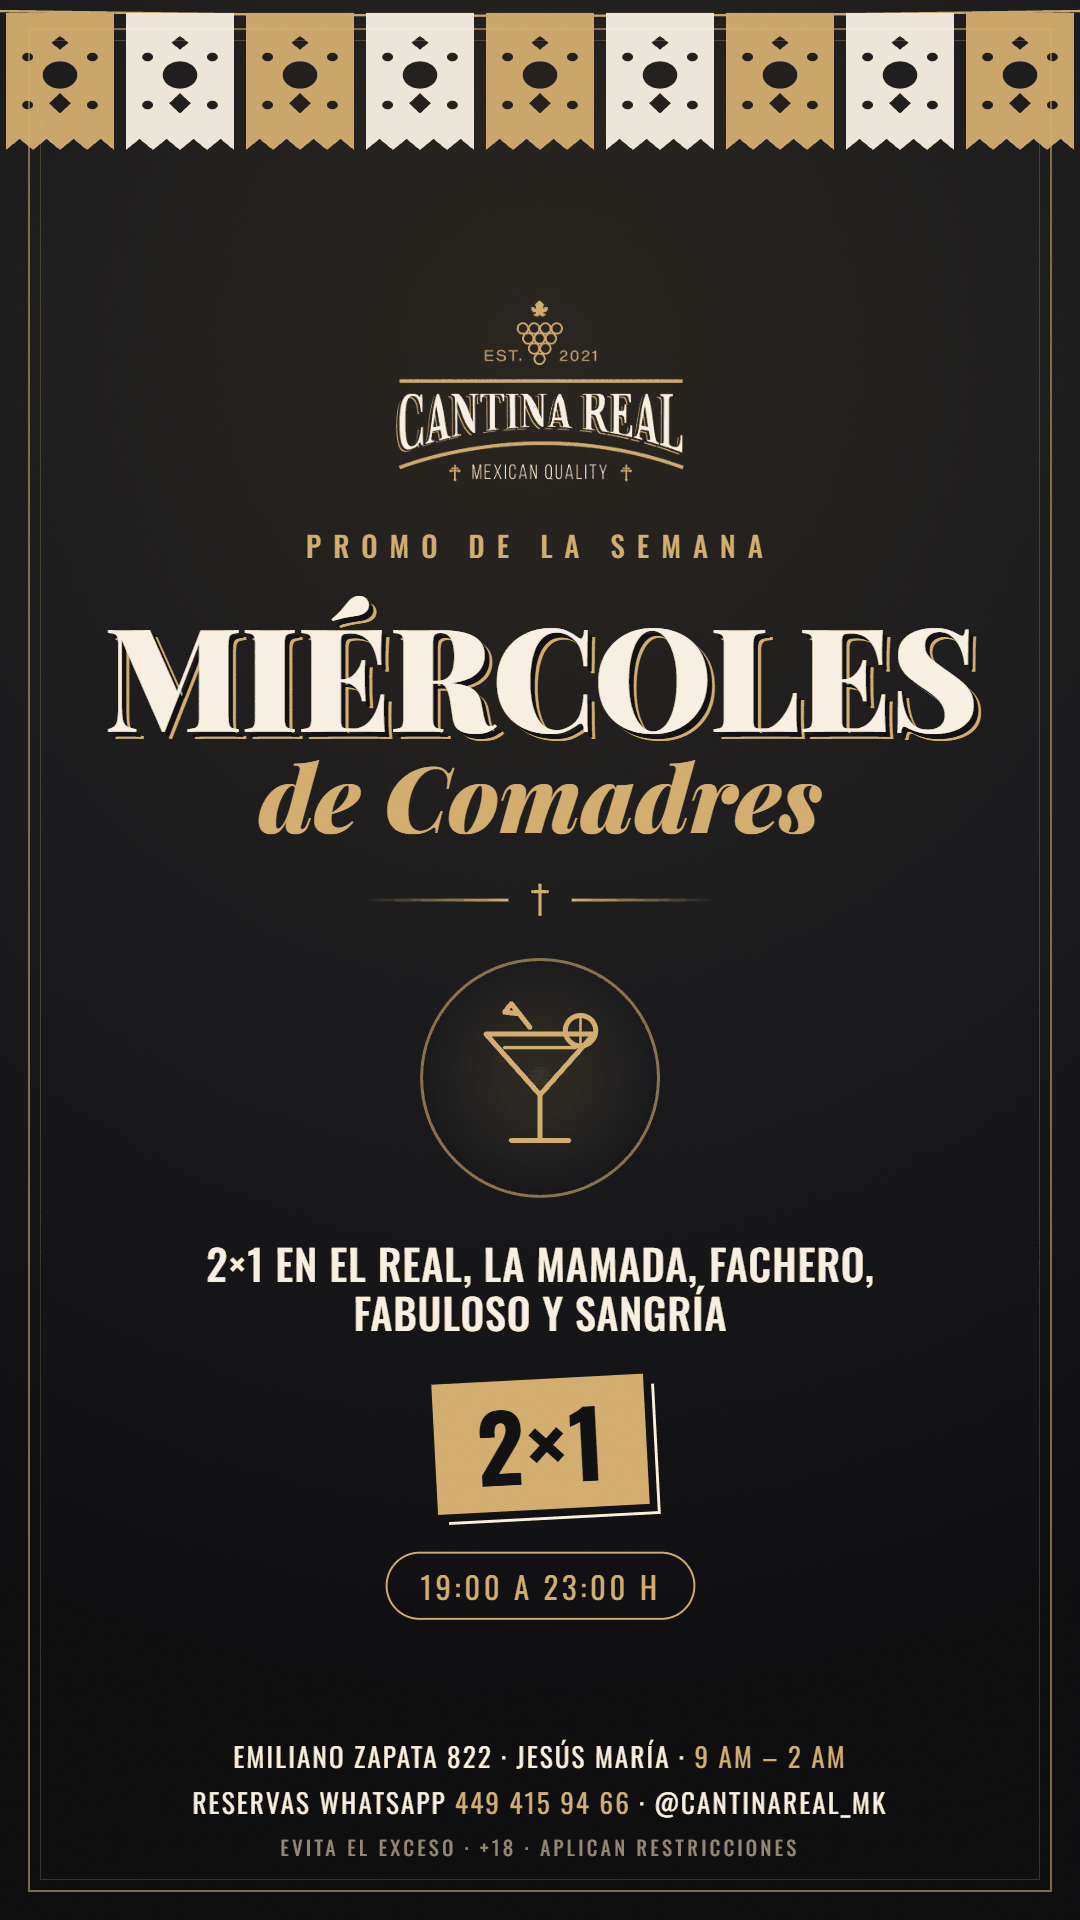 EST. 2021
CANTINA REAL
MEXICAN QUALITY
PROMO DE LA SEMANA
MIÉRCOLES
de Comadres
2×1 EN EL REAL, LA MAMADA, FACHERO,
FABULOSO Y SANGRÍA
2×1
19:00 A 23:00 H
EMILIANO ZAPATA 822 · JESÚS MARÍA · 9 AM – 2 AM
RESERVAS WHATSAPP 449 415 94 66 · @CANTINAREAL_MK
EVITA EL EXCESO · +18 · APLICAN RESTRICCIONES